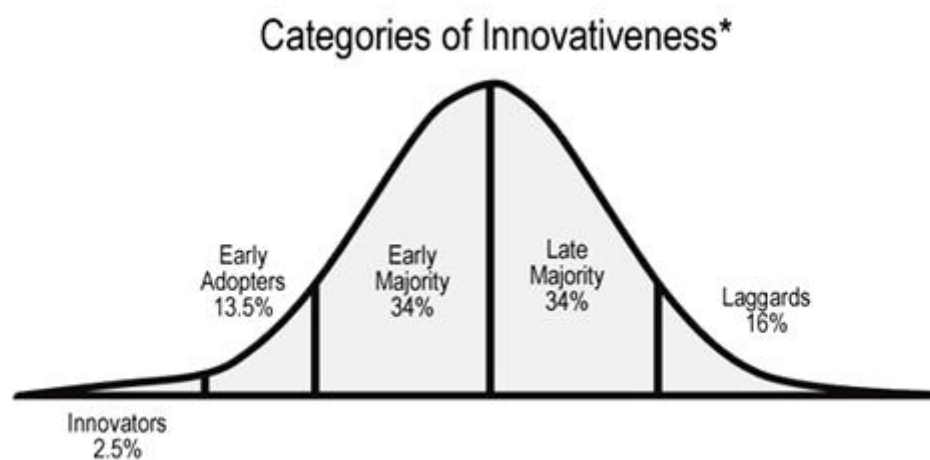 Categories of Innovativeness*
Early
Adopters
13.5%
Early
Majority
34%
Late
Majority
34%
Laggards
16%
Innovators
2.5%